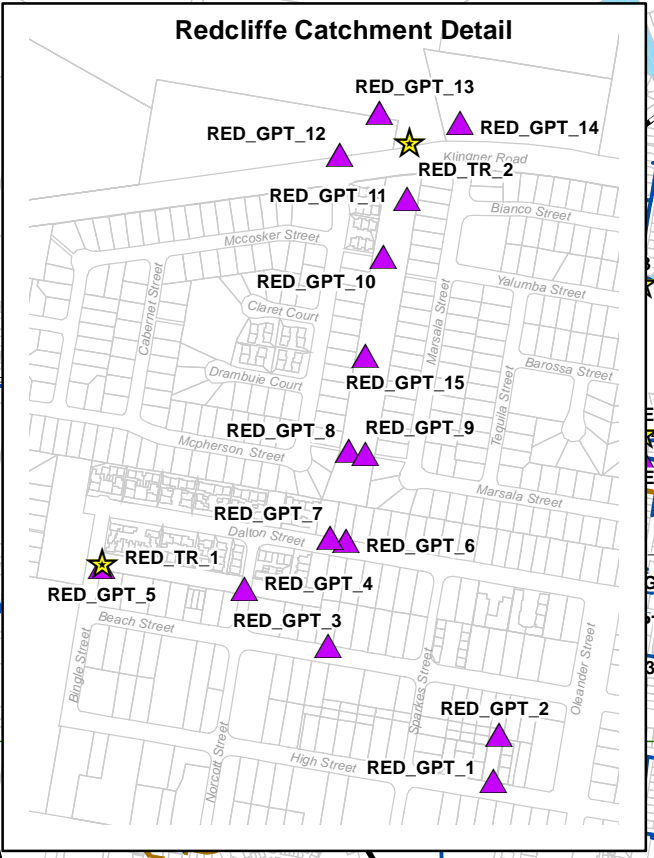 Redcliffe Catchment Detail
RED_GPT_13
RED_GPT_14
RED_GPT_12
Klingner Road
RED_TR_2
RED_GPT_11
Bianco Street
Mccosker Street
RED_GPT_10
Yalumba Street
Cabernet Street
Claret Court
Marsala Street
Drambuie Court
RED_GPT_15
Barossa Street
Tequila Street
RED_GPT_8
RED_GPT_9
Mcpherson Street
Marsala Street
RED_GPT_7
Dalton Street
RED_GPT_6
RED_TR_1
RED_GPT_4
RED_GPT_5
RED_GPT_3
Beach Street
Bingle Street
Sparkes Street
Oleander Street
RED_GPT_2
Norcott Street
High Street
RED_GPT_1